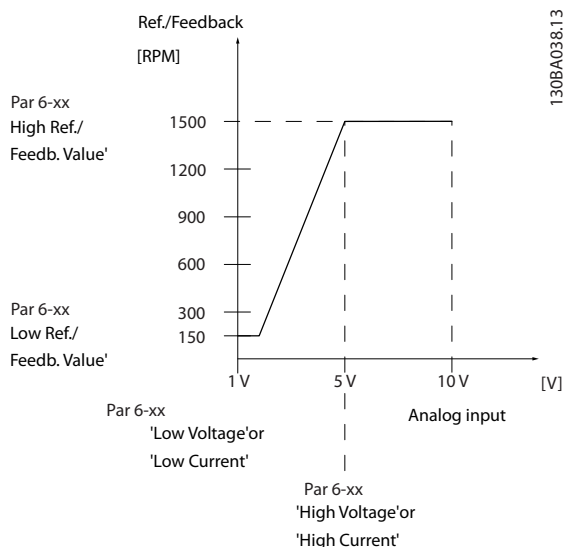 Ref./Feedback
[RPM]
130BA038.13
Par 6-xx
High Ref./
Feedb. Value'
1500
1200
900
600
300
150
Par 6-xx
Low Ref./
Feedb. Value'
1 V
5 V
10 V
[V]
Analog input
Par 6-xx
'Low Voltage'or
'Low Current'
Par 6-xx
'High Voltage'or
'High Current'